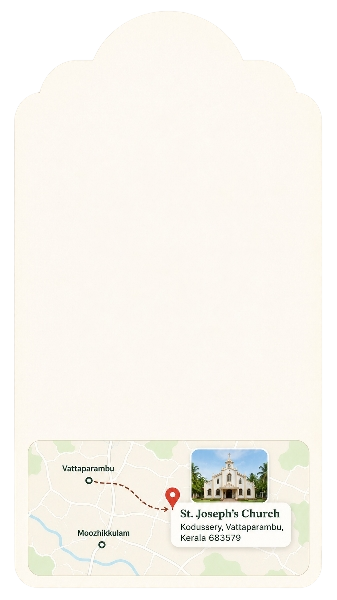 Vattaparambu
St. Joseph's Church
Kodussery, Vattaparambu,
Kerala 683579
Moozhikkulam